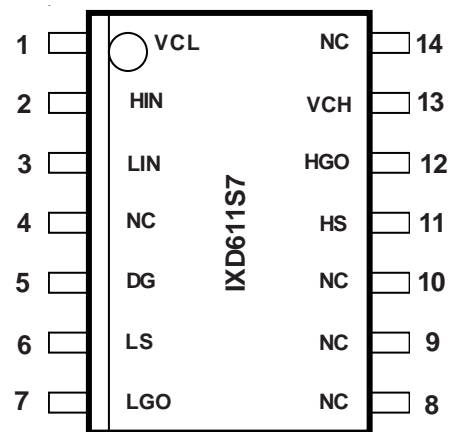 1 VCL NC 14
2 HIN VCH 13
3 LIN HGO 12
4 NC HS 11
5 DG NC 10
6 LS NC 9
7 LGO NC 8
IXD611S7